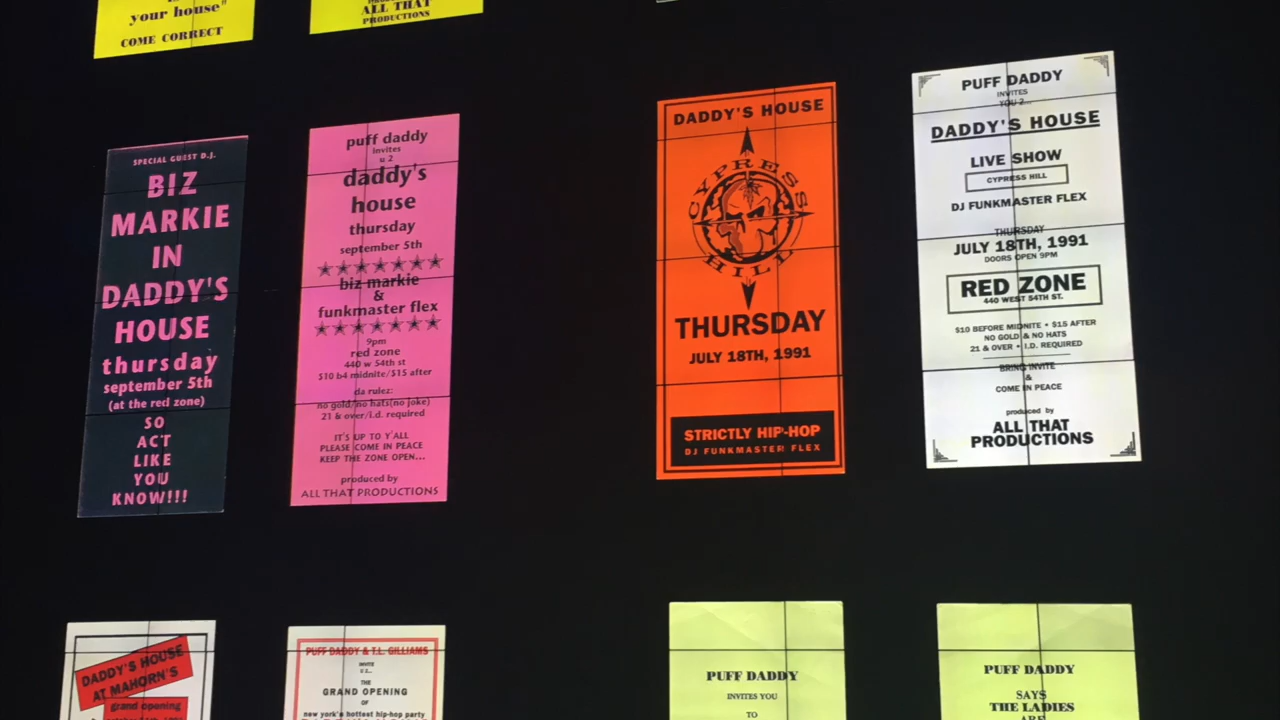 your house"
COME CORRECT
ALL THAT
PRODUCTIONS
SPECIAL GUEST D.J.
BIZ
MARKIE
IN
DADDY'S
HOUSE
thursday
september 5th
(at the red zone)
SO
ACT
LIKE
YOU
KNOW!!!
puff daddy
invites
u 2
daddy's
house
thursday
september 5th
biz markie
&
funkmaster flex
9pm
red zone
440 w 54th st
$10 b4 midnite/$15 after
da rulez:
no gold/no hats(no joke)
21 & over/i.d. required
IT'S UP TO Y'ALL
PLEASE COME IN PEACE
KEEP THE ZONE OPEN...
produced by
ALL THAT PRODUCTIONS
DADDY'S HOUSE
CYPRESS
HILL
THURSDAY
JULY 18TH, 1991
STRICTLY HIP-HOP
DJ FUNKMASTER FLEX
PUFF DADDY
INVITES
YOU 2...
DADDY'S HOUSE
LIVE SHOW
CYPRESS HILL
DJ FUNKMASTER FLEX
THURSDAY
JULY 18TH, 1991
DOORS OPEN 9PM
RED ZONE
440 WEST 54TH ST.
$10 BEFORE MIDNITE • $15 AFTER
NO GOLD & NO HATS
21 & OVER • I.D. REQUIRED
BRING INVITE
&
COME IN PEACE
produced by
ALL THAT
PRODUCTIONS
DADDY'S HOUSE
AT MAHORN'S
grand opening
PUFF DADDY & T.L. GILLIAMS
INVITE
U 2...
THE
GRAND OPENING
OF
new york's hottest hip-hop party
PUFF DADDY
INVITES YOU
TO
PUFF DADDY
SAYS
THE LADIES
ARE